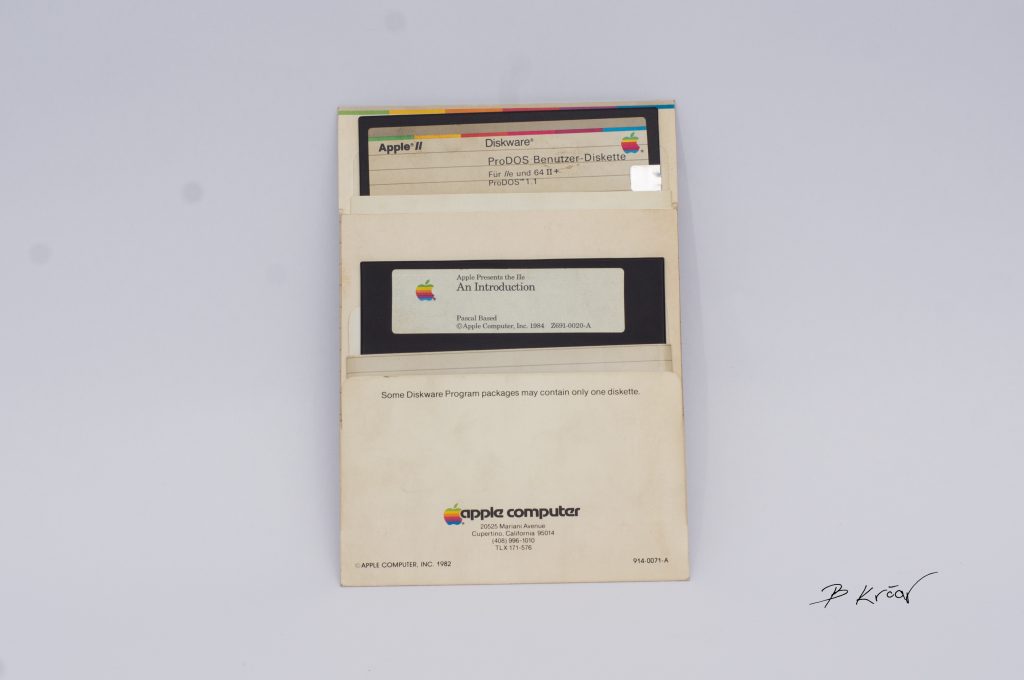 Apple® II
Diskware®
ProDOS Benutzer-Diskette
Für //e und 64 II+
ProDOS™ 1.1
Apple Presents the IIe
An Introduction
Pascal Based
© Apple Computer, Inc. 1984 Z691-0020-A
Some Diskware Program packages may contain only one diskette.
apple computer
20525 Mariani Avenue
Cupertino, California 95014
(408) 996-1010
TLX 171-576
© APPLE COMPUTER, INC. 1982
914-0071-A